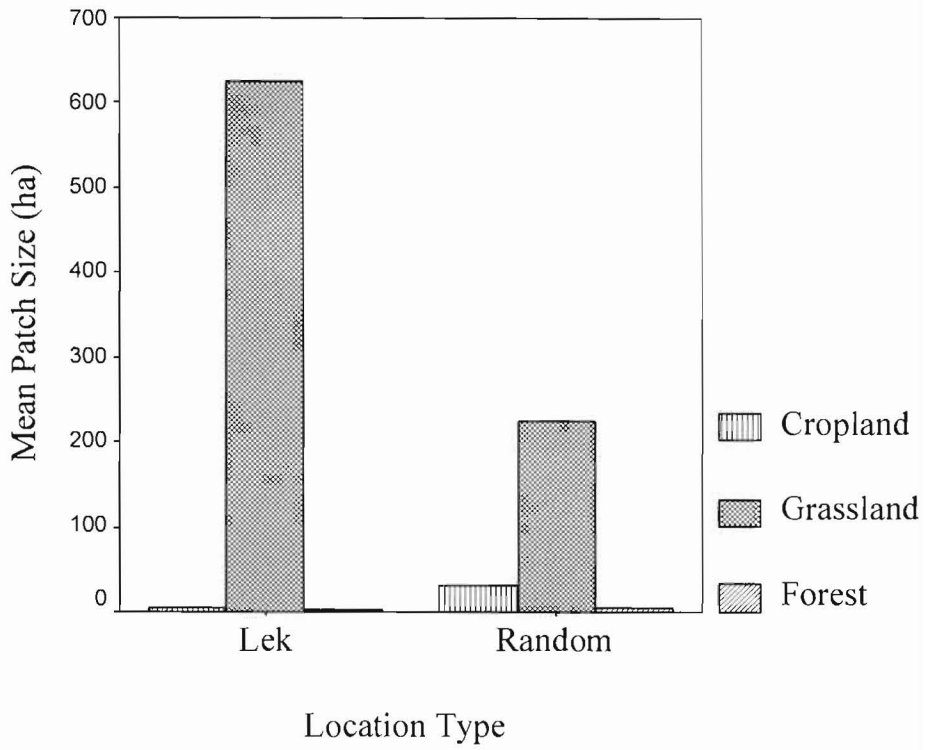 Mean Patch Size (ha)
700
600
500
400
300
200
100
0
Lek
Random
Location Type
Cropland
Grassland
Forest